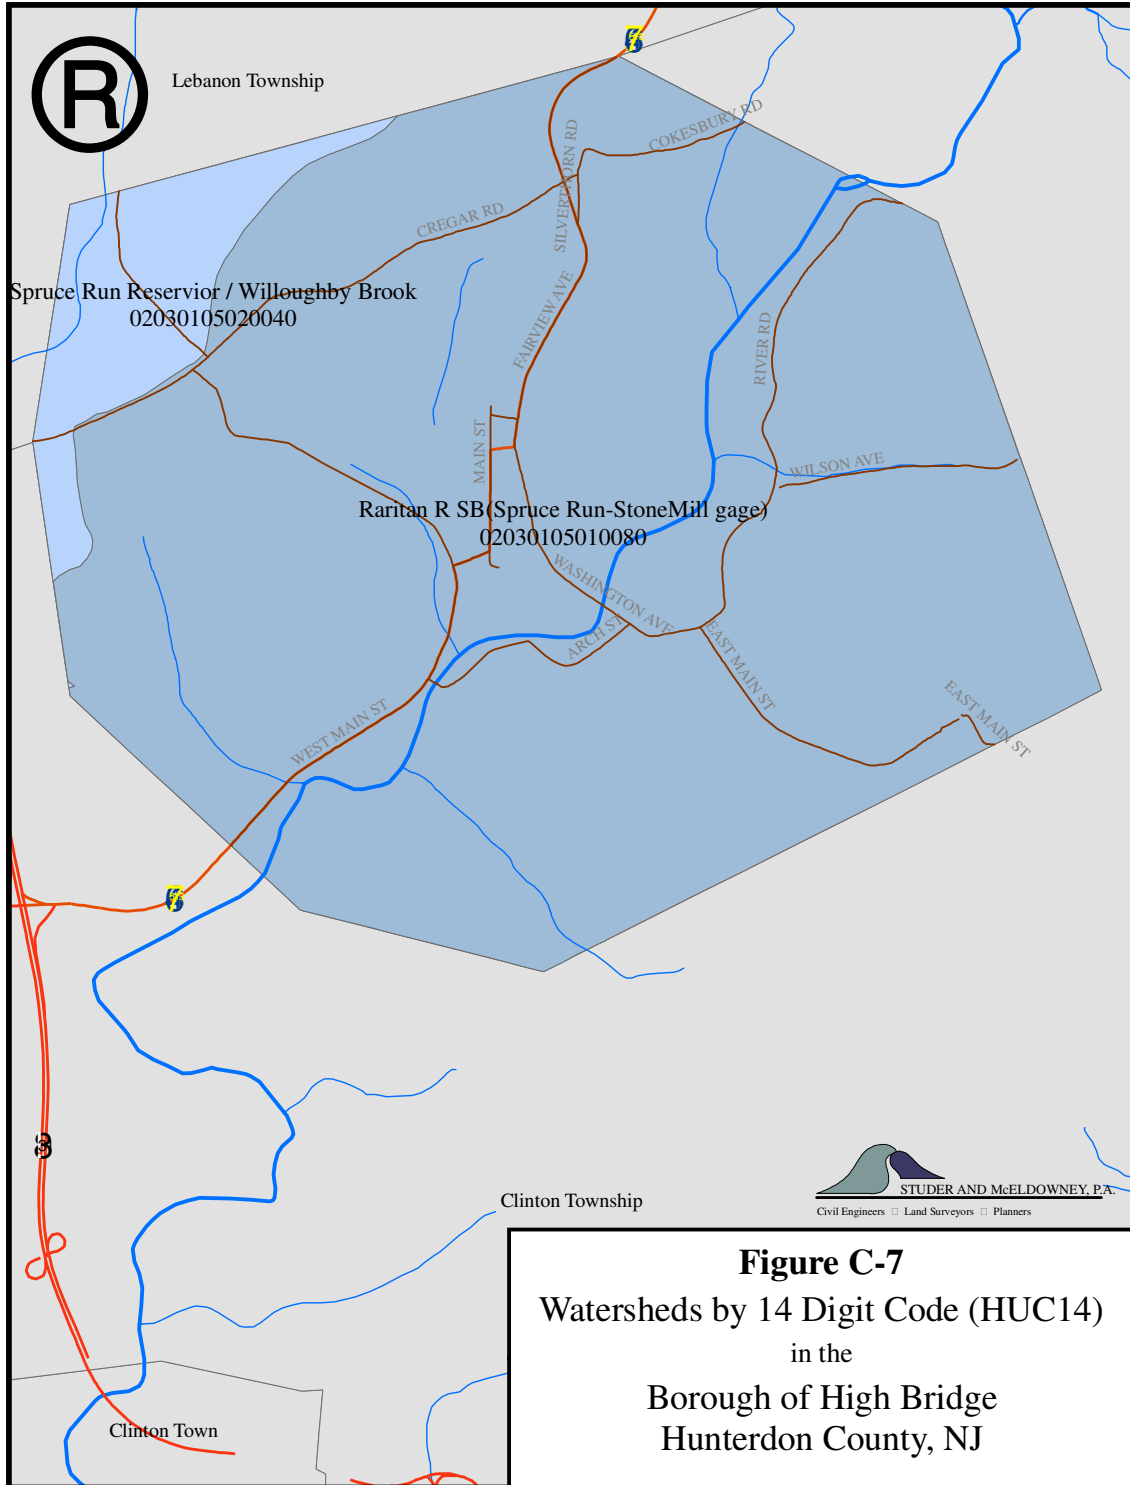 R
Lebanon Township
COKESBURY RD
SILVERTHORN RD
CREGAR RD
Spruce Run Reservior / Willoughby Brook
02030105020040
FAIRVIEW AVE
RIVER RD
MAIN ST
WILSON AVE
Raritan R SB(Spruce Run-StoneMill gage)
02030105010080
WASHINGTON AVE
ARCH ST
EAST MAIN ST
EAST MAIN ST
WEST MAIN ST
STUDER AND McELDOWNEY, P.A.
Civil Engineers □ Land Surveyors □ Planners
Clinton Township
Clinton Town
Figure C-7
Watersheds by 14 Digit Code (HUC14)
in the
Borough of High Bridge
Hunterdon County, NJ